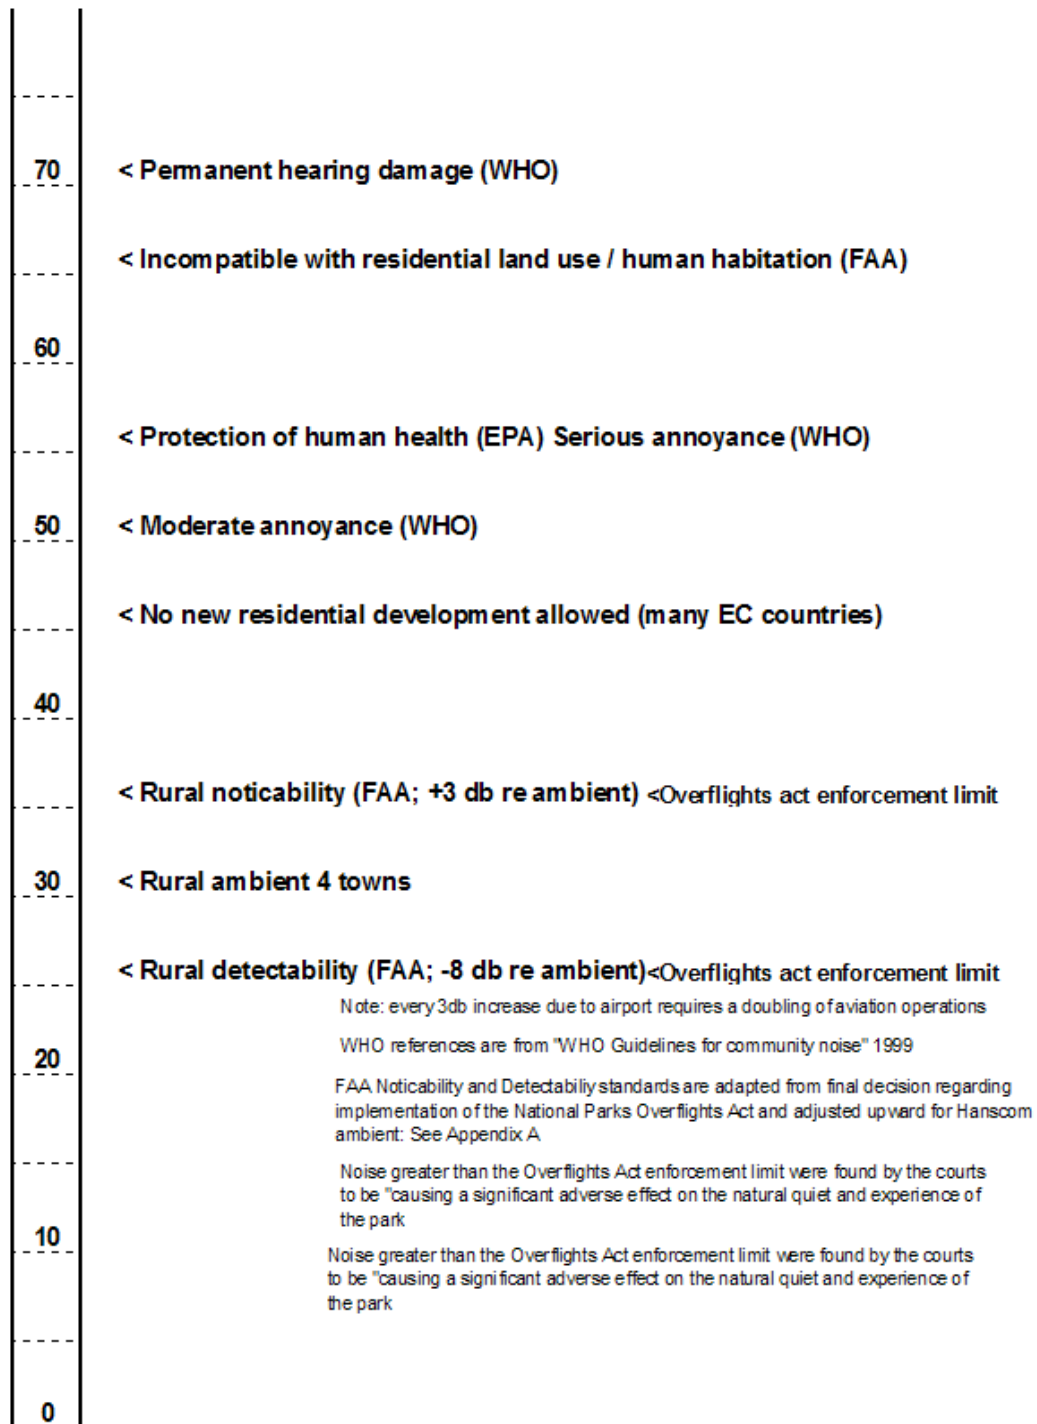 70 < Permanent hearing damage (WHO)
< Incompatible with residential land use / human habitation (FAA)
60
< Protection of human health (EPA) Serious annoyance (WHO)
50 < Moderate annoyance (WHO)
< No new residential development allowed (many EC countries)
40
< Rural noticability (FAA; +3 db re ambient) <Overflights act enforcement limit
30 < Rural ambient 4 towns
< Rural detectability (FAA; -8 db re ambient)<Overflights act enforcement limit
Note: every 3db increase due to airport requires a doubling of aviation operations
WHO references are from "WHO Guidelines for community noise" 1999
20
FAA Noticability and Detectabiliy standards are adapted from final decision regarding
implementation of the National Parks Overflights Act and adjusted upward for Hanscom
ambient: See Appendix A
Noise greater than the Overflights Act enforcement limit were found by the courts
to be "causing a significant adverse effect on the natural quiet and experience of
the park
10
Noise greater than the Overflights Act enforcement limit were found by the courts
to be "causing a significant adverse effect on the natural quiet and experience of
the park
0